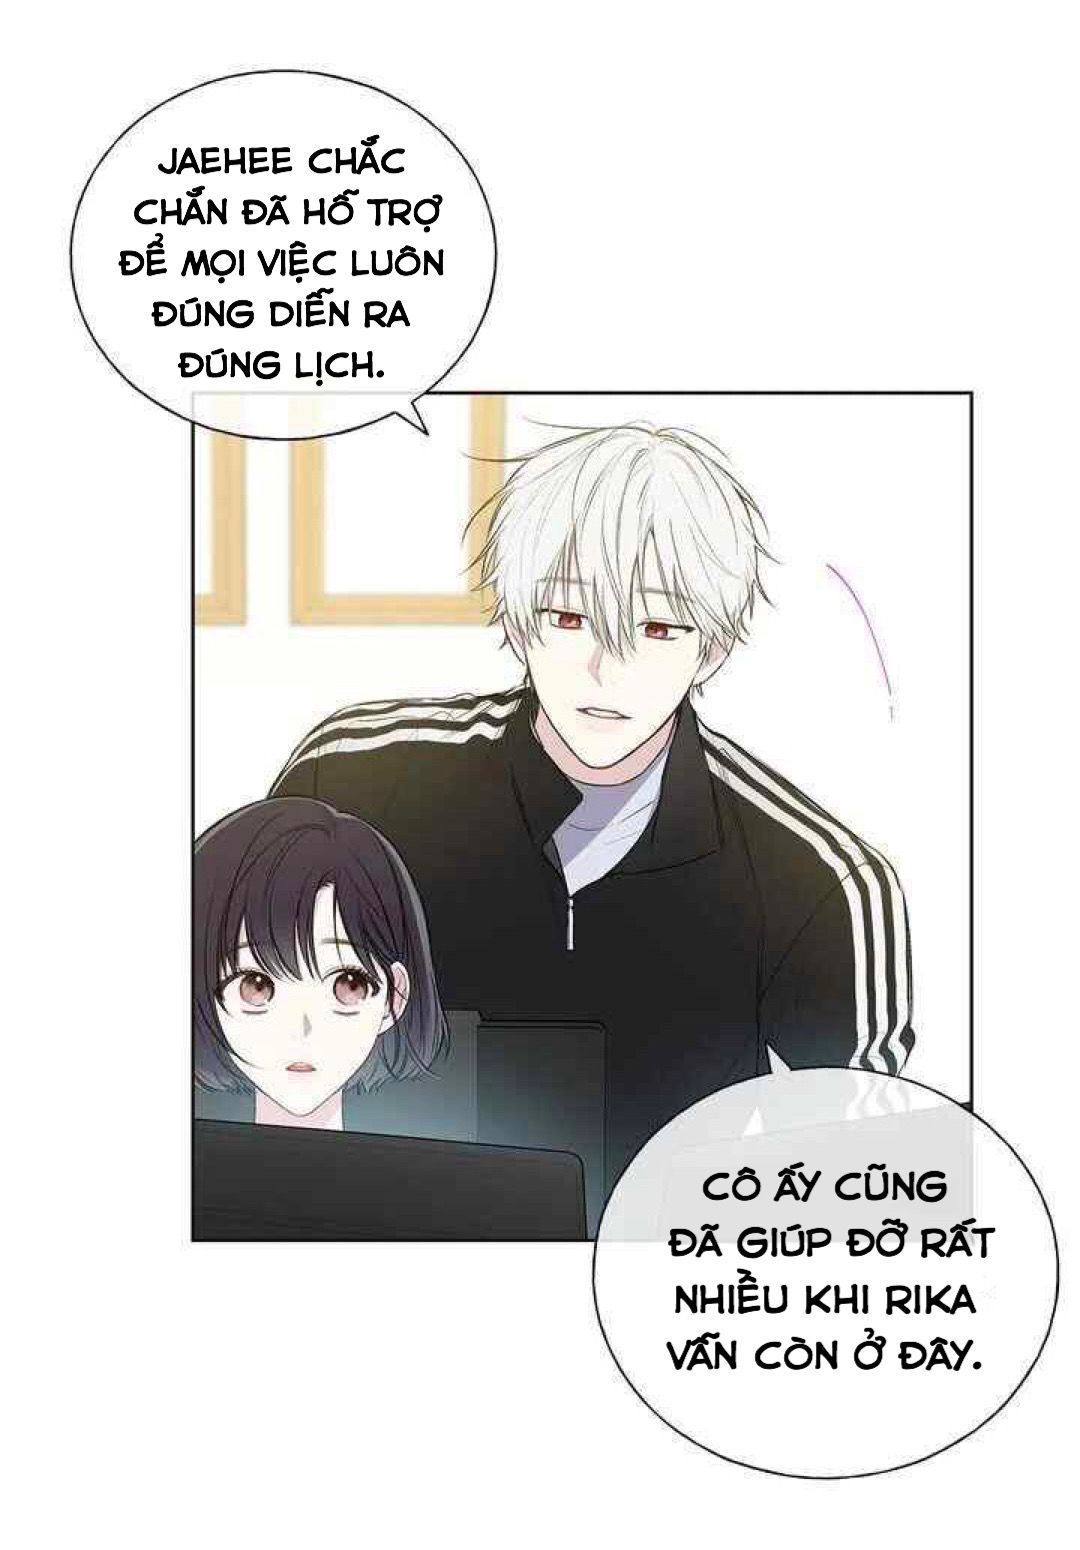 JAEHEE CHẮC
CHẮN ĐÃ HỖ TRỢ
ĐỂ MỌI VIỆC LUÔN
ĐÚNG DIỄN RA
ĐÚNG LỊCH.
CÔ ẤY CŨNG
ĐÃ GIÚP ĐỠ RẤT
NHIỀU KHI RIKA
VẪN CÒN Ở ĐÂY.